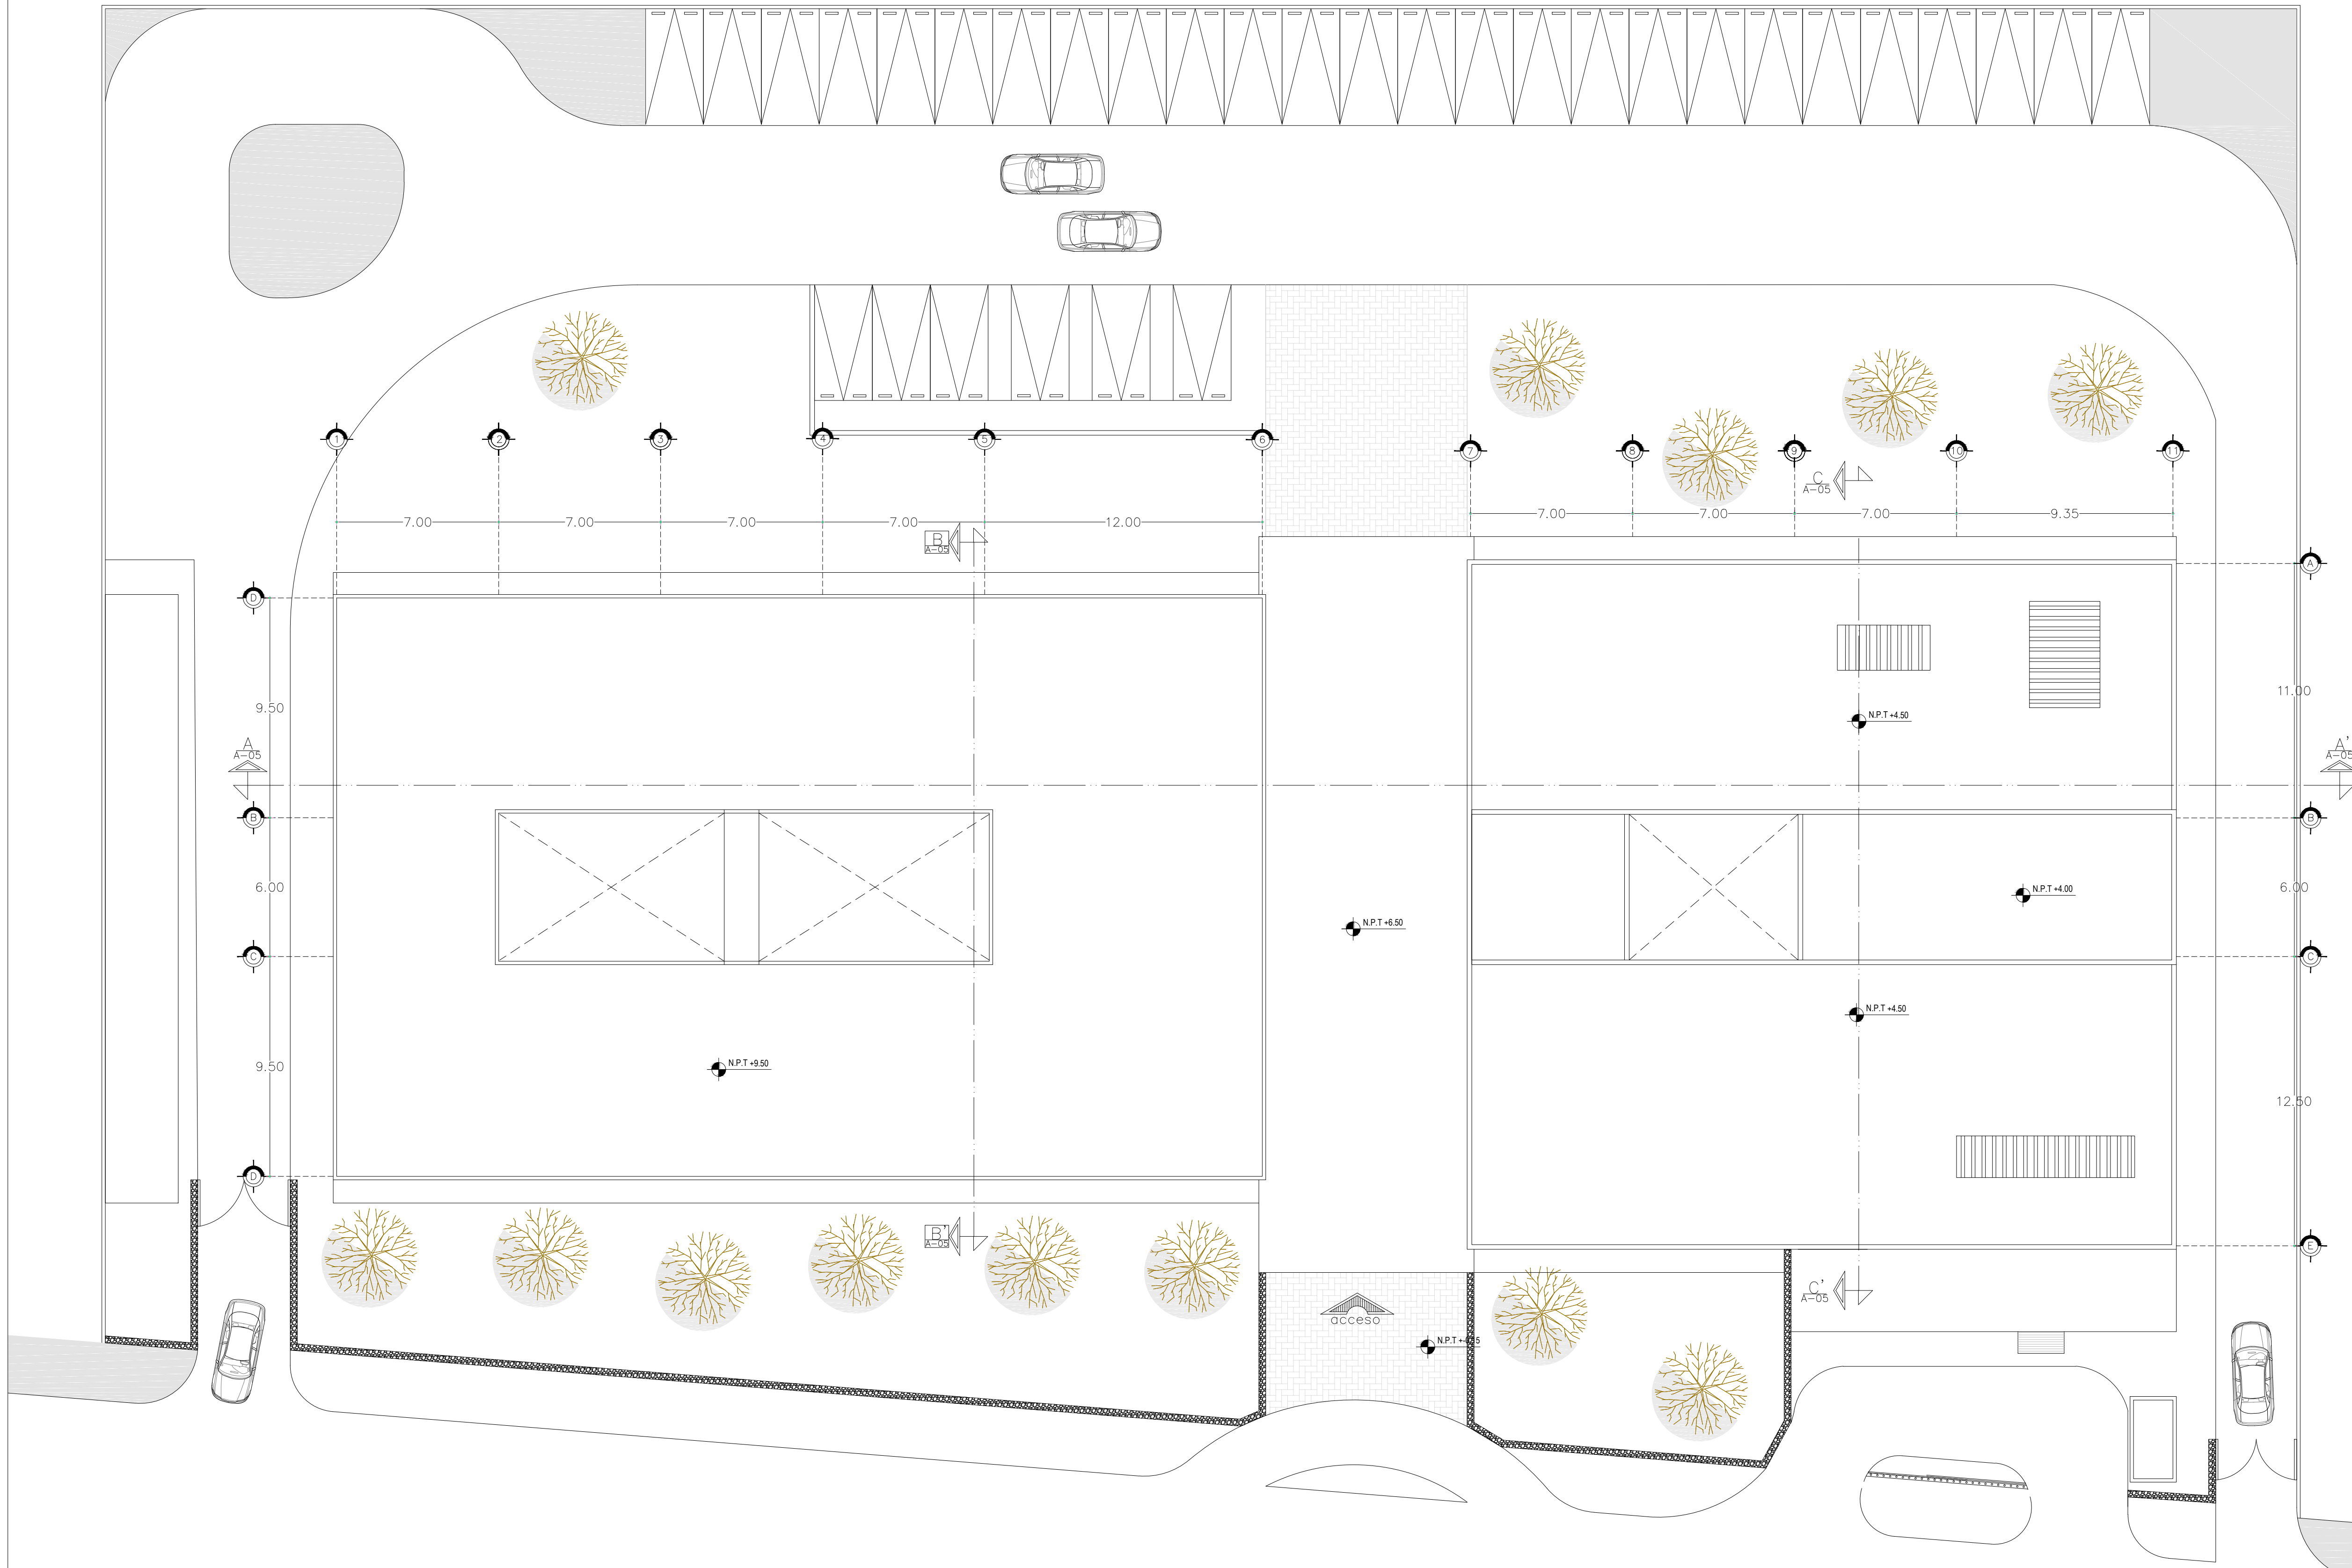 1 2 3 4 5 6
7 8 9 10 11
C
A-05
7.00 7.00 7.00 7.00 12.00
7.00 7.00 7.00 9.35
B
A-05
A
D
N.P.T +4.50
11.00
9.50
A
A-05
A'
A-05
B
B
6.00
N.P.T +4.00
6.00
N.P.T +6.50
C
C
N.P.T +4.50
9.50
N.P.T +9.50
12.50
D
B'
A-05
E
C'
A-05
acceso
N.P.T